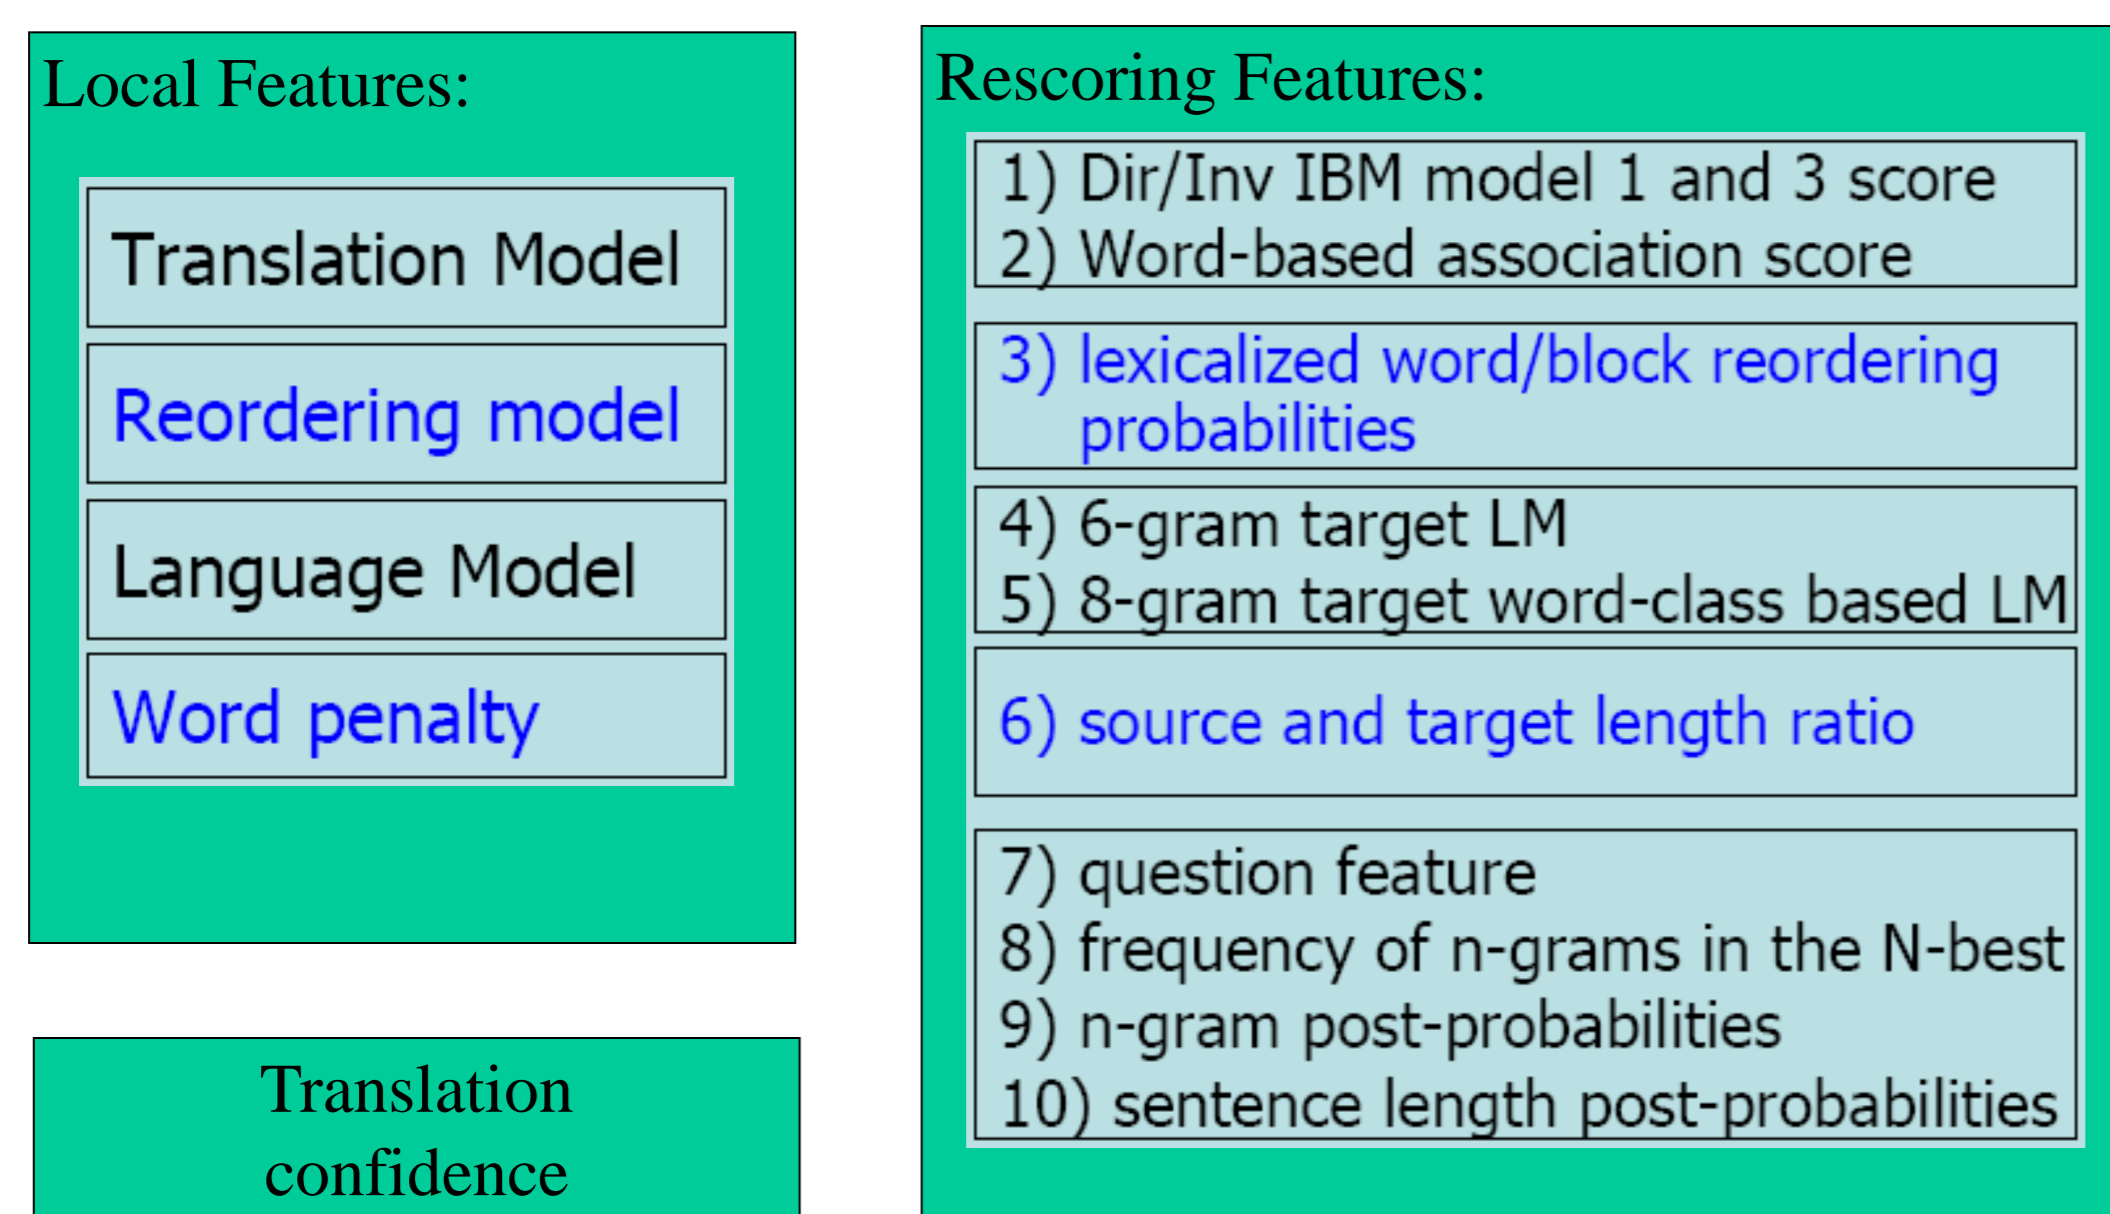 Local Features:
Translation Model
Reordering model
Language Model
Word penalty
Translation
confidence
Rescoring Features:
1) Dir/Inv IBM model 1 and 3 score
2) Word-based association score
3) lexicalized word/block reordering
probabilities
4) 6-gram target LM
5) 8-gram target word-class based LM
6) source and target length ratio
7) question feature
8) frequency of n-grams in the N-best
9) n-gram post-probabilities
10) sentence length post-probabilities